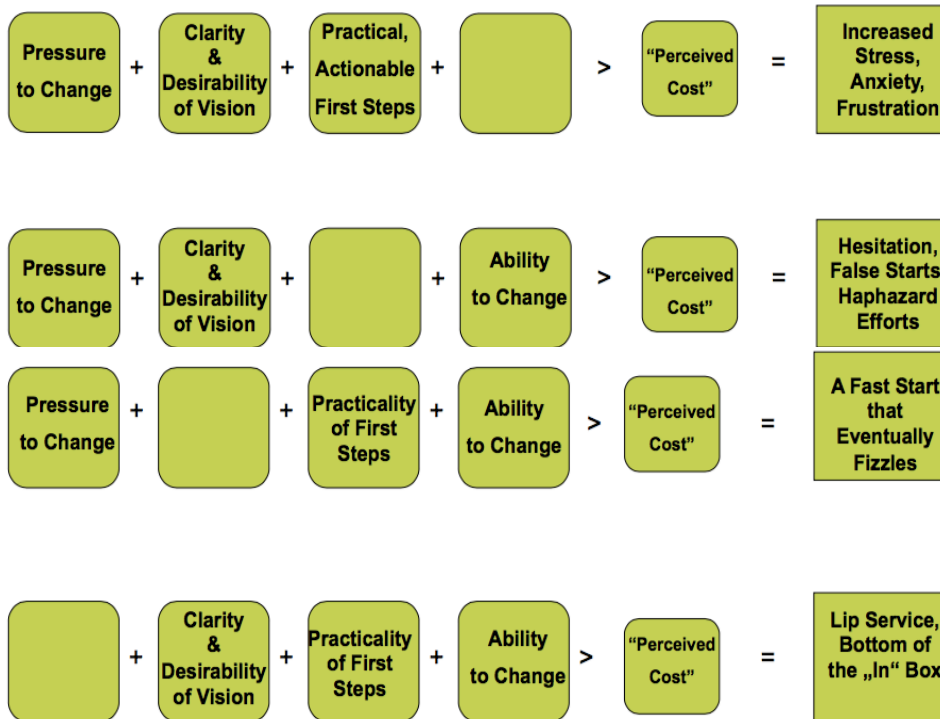 Pressure
to Change
+
Clarity
&
Desirability
of Vision
+
Practical,
Actionable
First Steps
+
>
“Perceived
Cost”
=
Increased
Stress,
Anxiety,
Frustration
Pressure
to Change
+
Clarity
&
Desirability
of Vision
+
+
Ability
to Change
>
“Perceived
Cost”
=
Hesitation,
False Starts,
Haphazard
Efforts
Pressure
to Change
+
+
Practicality
of First
Steps
+
Ability
to Change
>
“Perceived
Cost”
=
A Fast Start
that
Eventually
Fizzles
+
Clarity
&
Desirability
of Vision
+
Practicality
of First
Steps
+
Ability
to Change
>
“Perceived
Cost”
=
Lip Service,
Bottom of
the „In“ Box